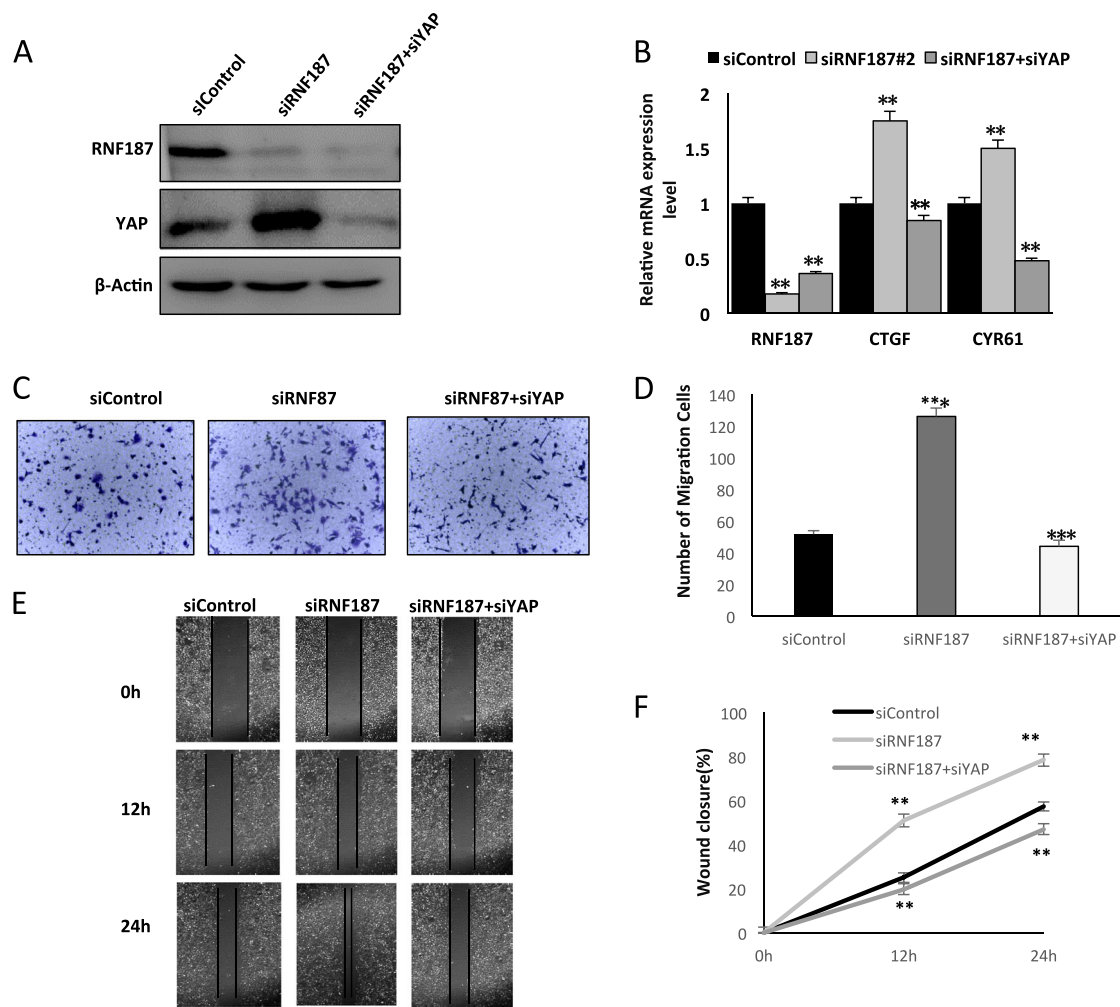 A
siControl
siRNF187
siRNF187+siYAP
RNF187
YAP
β-Actin
B
siControl siRNF187#2 siRNF187+siYAP
Relative mRNA expression
level
2
1.5
1
0.5
0
** ** ** ** ** **
RNF187 CTGF CYR61
C
siControl siRNF87 siRNF87+siYAP
D
Number of Migration Cells
140
120
100
80
60
40
20
0
***
***
siControl siRNF187 siRNF187+siYAP
E
siControl siRNF187 siRNF187+siYAP
0h
12h
24h
F
Wound closure(%)
100
80
60
40
20
0
siControl
siRNF187
siRNF187+siYAP
**
**
**
**
0h 12h 24h